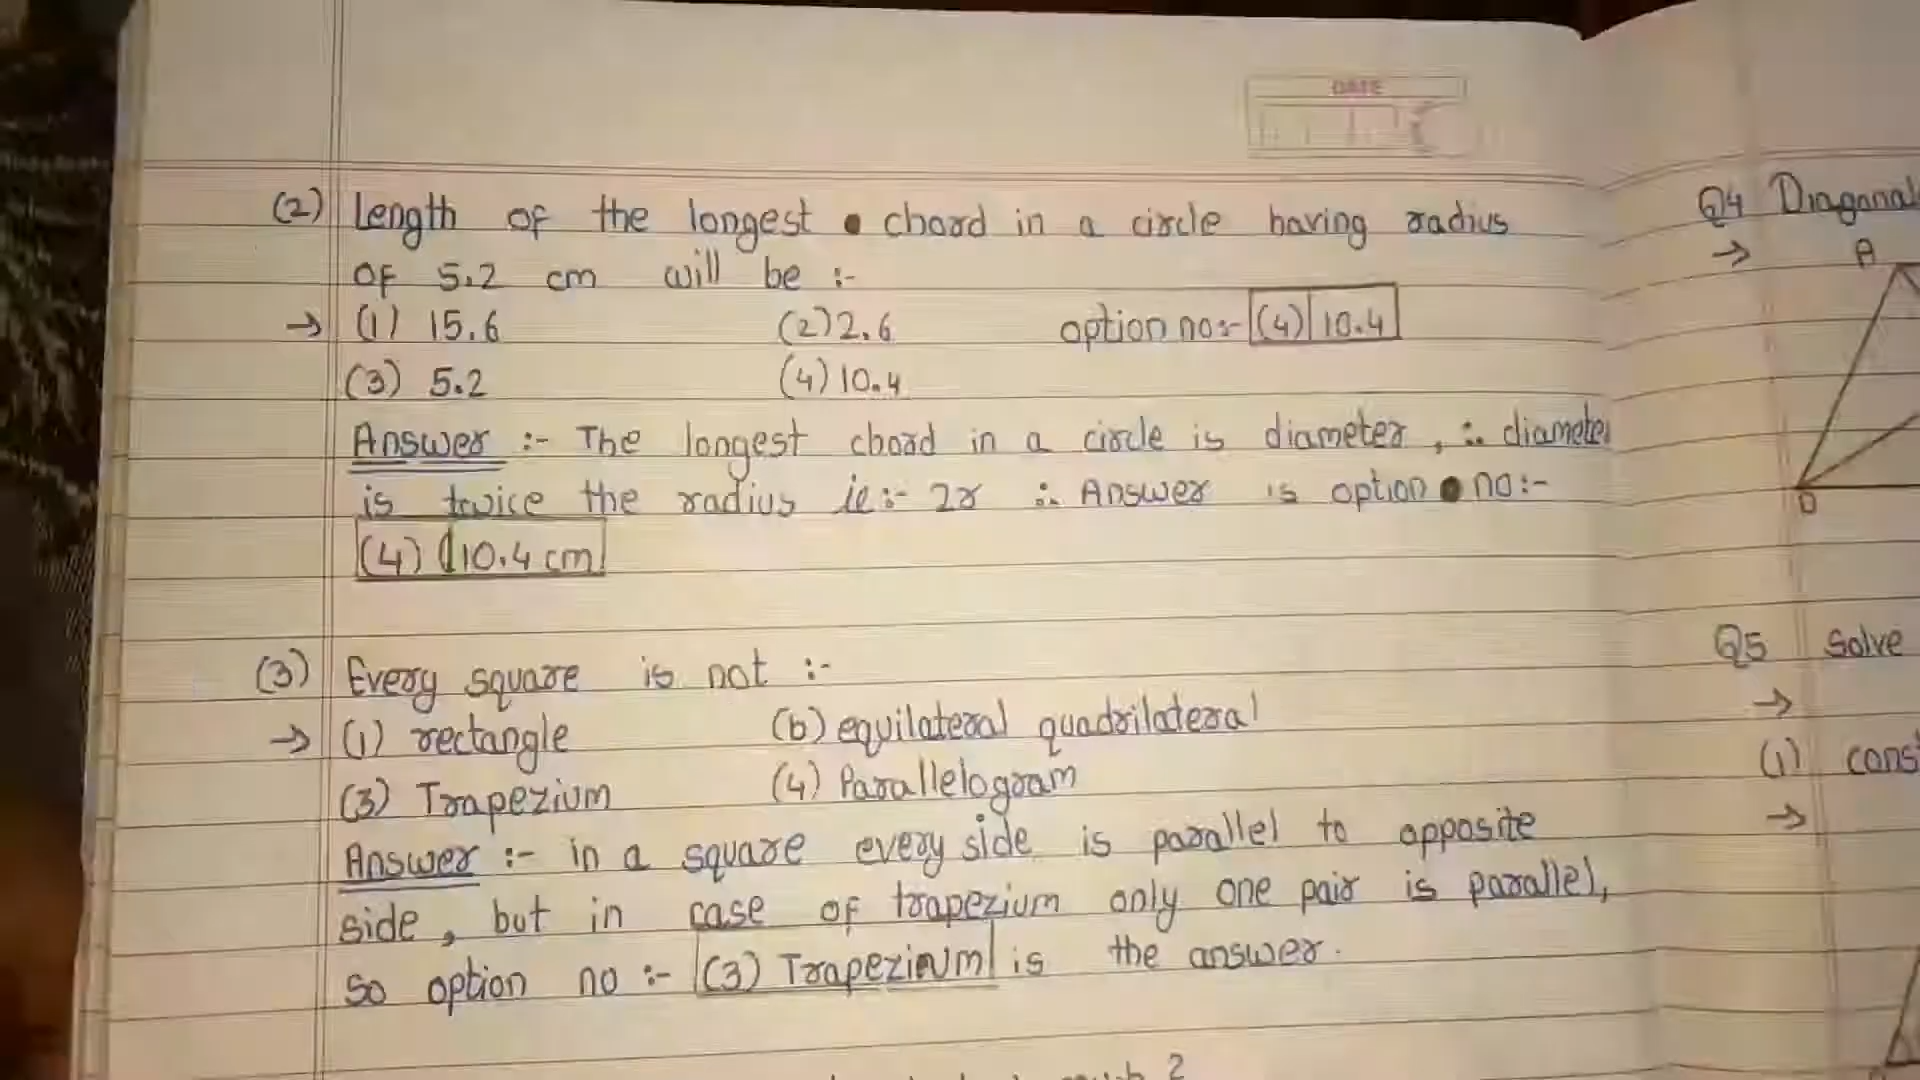 DATE
(2) Length of the longest chord in a circle having radius
of 5.2 cm will be :-
→ (1) 15.6 (2) 2.6 option no:- (4) 10.4
(3) 5.2 (4) 10.4
Answer :- The longest chord in a circle is diameter, ∴ diameter
is twice the radius ie:- 2r ∴ Answer is option no:-
(4) 10.4 cm
(3) Every square is not :-
→ (1) rectangle (b) equilateral quadrilateral
(3) Trapezium (4) Parallelogram
Answer :- in a square every side is parallel to opposite
side, but in case of trapezium only one pair is parallel,
so option no :- (3) Trapezium is the answer.
2
Q4 Diagonal
→ A
D
Q5 Solve
→
(1) cons
→